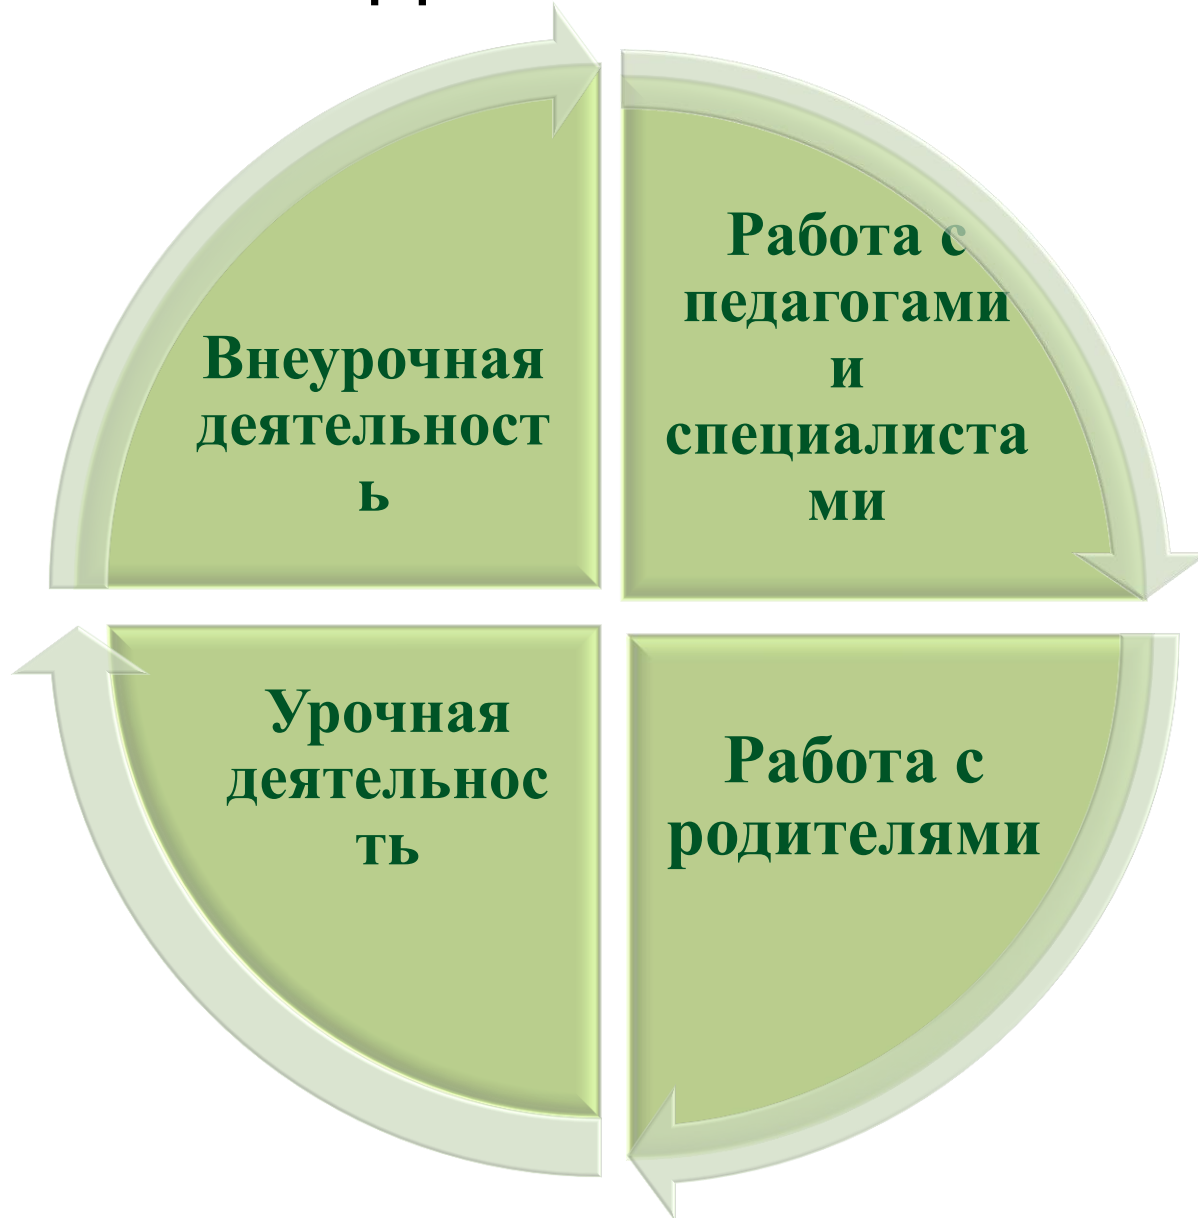 Внеурочная
деятельност
ь
Работа с
педагогами
и
специалиста
ми
Урочная
деятельнос
ть
Работа с
родителями